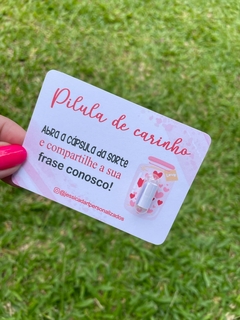 Pílula de carinho
Abra a cápsula da sorte
e compartilhe a sua
frase conosco!